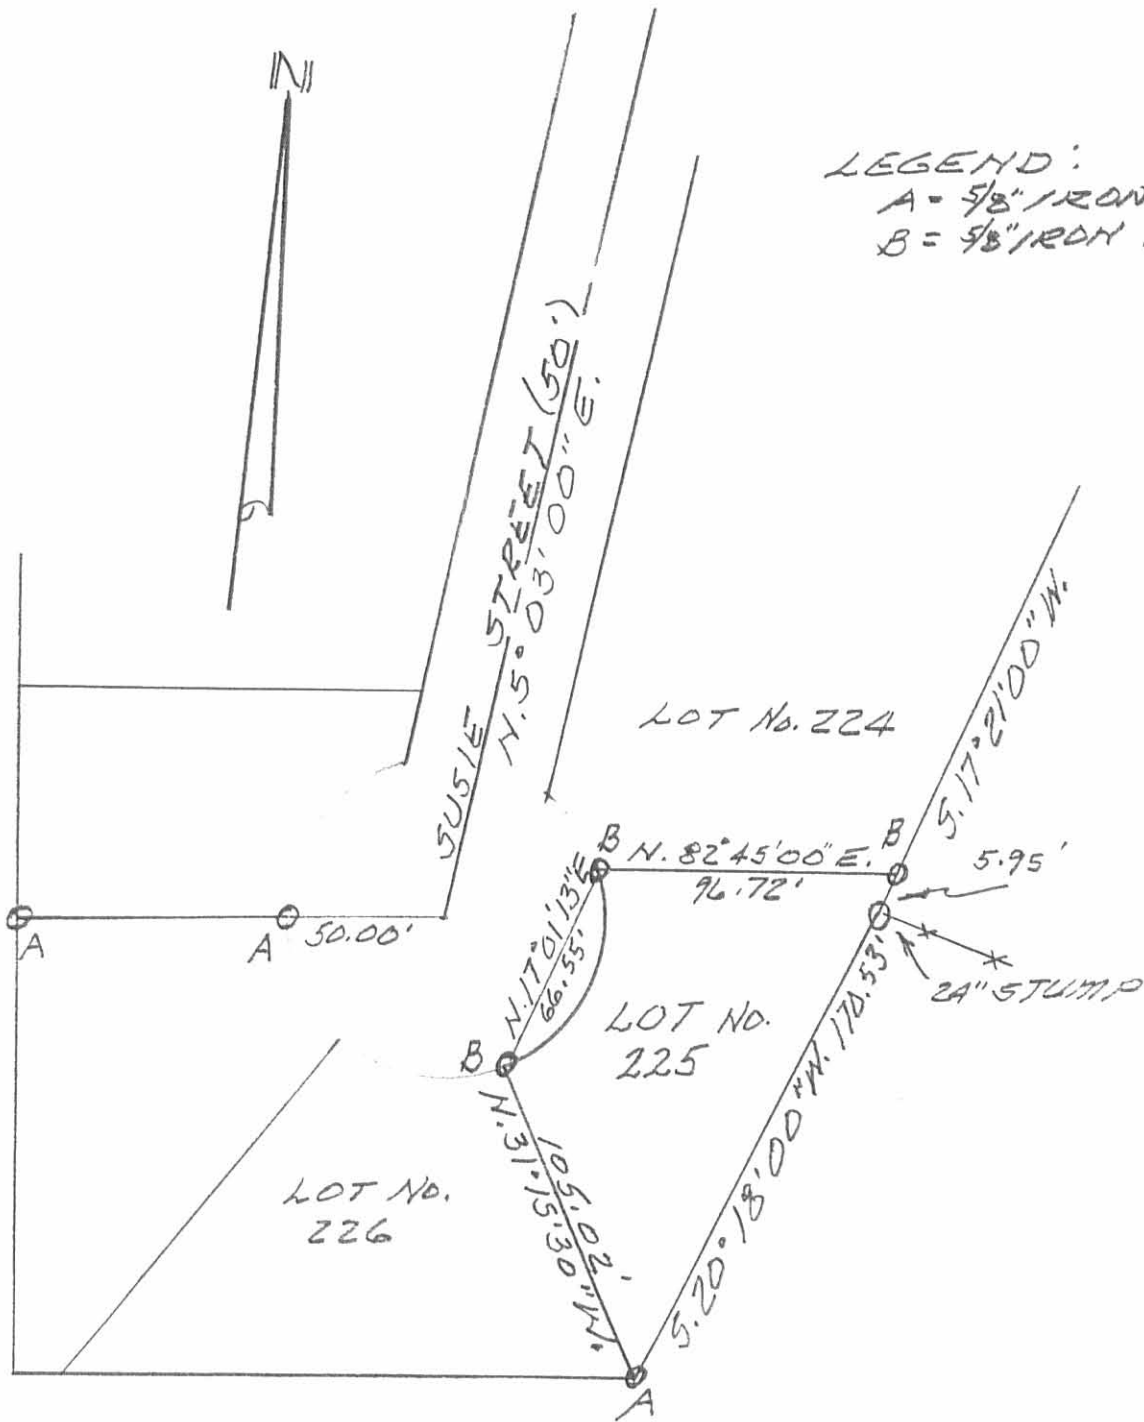 N
LEGEND:
A = 5/8" IRON
B = 5/8" IRON
SUSIE STREET (50')
N. 5° 03' 00" E.
LOT No. 224
S. 17° 21' 00" W.
B
N. 82° 45' 00" E.
B
96.72'
5.95'
A
A
50.00'
N. 17° 01' 13" E
66.55'
24" STUMP
LOT NO.
225
B
S. 20° 18' 00" W. 170.53'
N. 31° 15' 30" W.
105.02'
LOT NO.
226
A